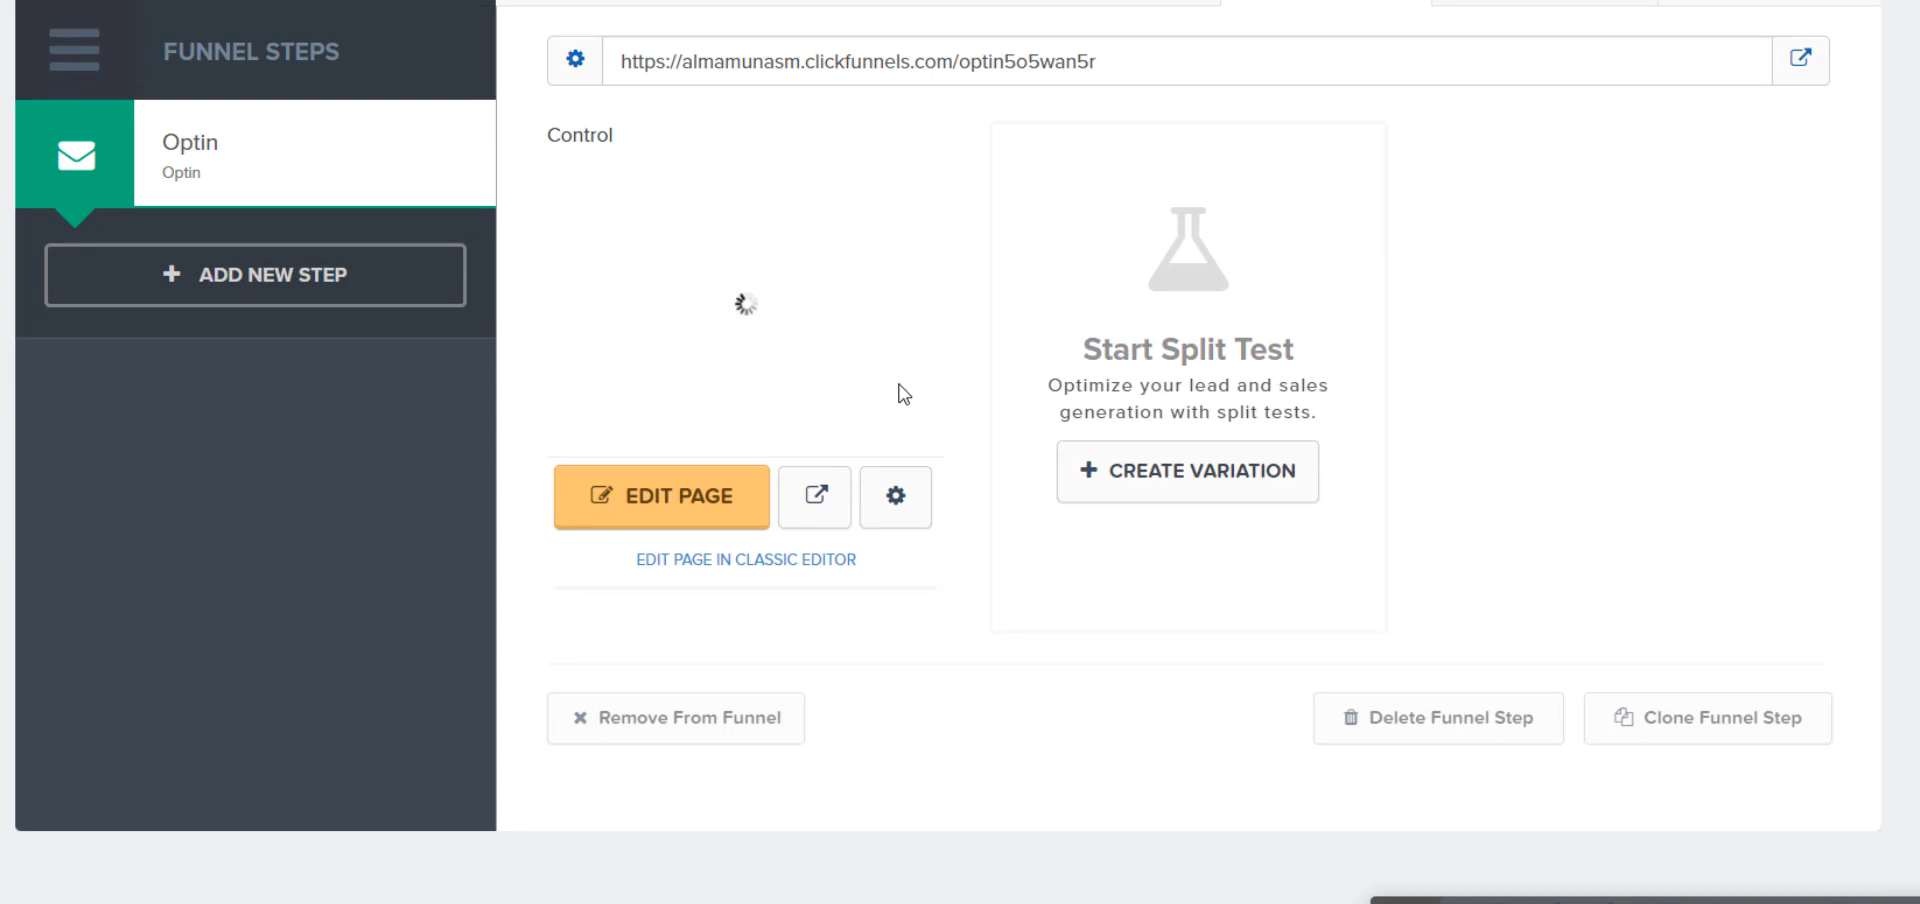 FUNNEL STEPS
https://almamunasm.clickfunnels.com/optin5o5wan5r
Optin
Optin
ADD NEW STEP
Control
Start Split Test
Optimize your lead and sales
generation with split tests.
CREATE VARIATION
EDIT PAGE
EDIT PAGE IN CLASSIC EDITOR
Remove From Funnel
Delete Funnel Step
Clone Funnel Step